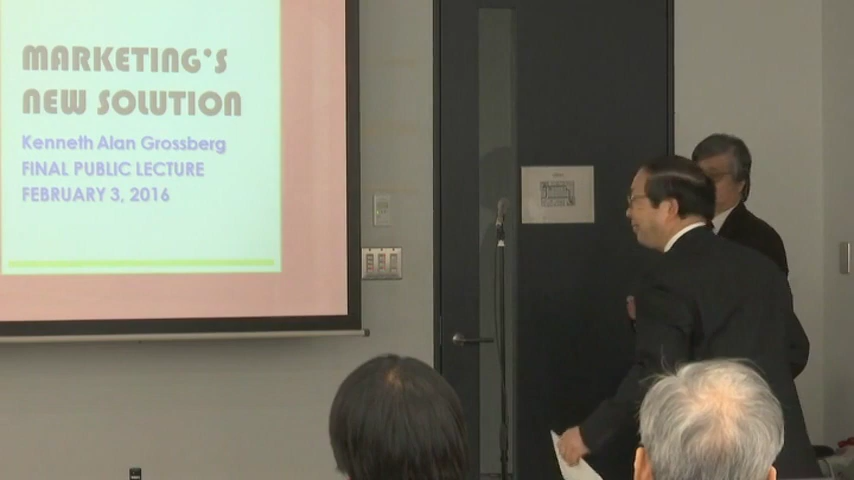 MARKETING'S
NEW SOLUTION
Kenneth Alan Grossberg
FINAL PUBLIC LECTURE
FEBRUARY 3, 2016